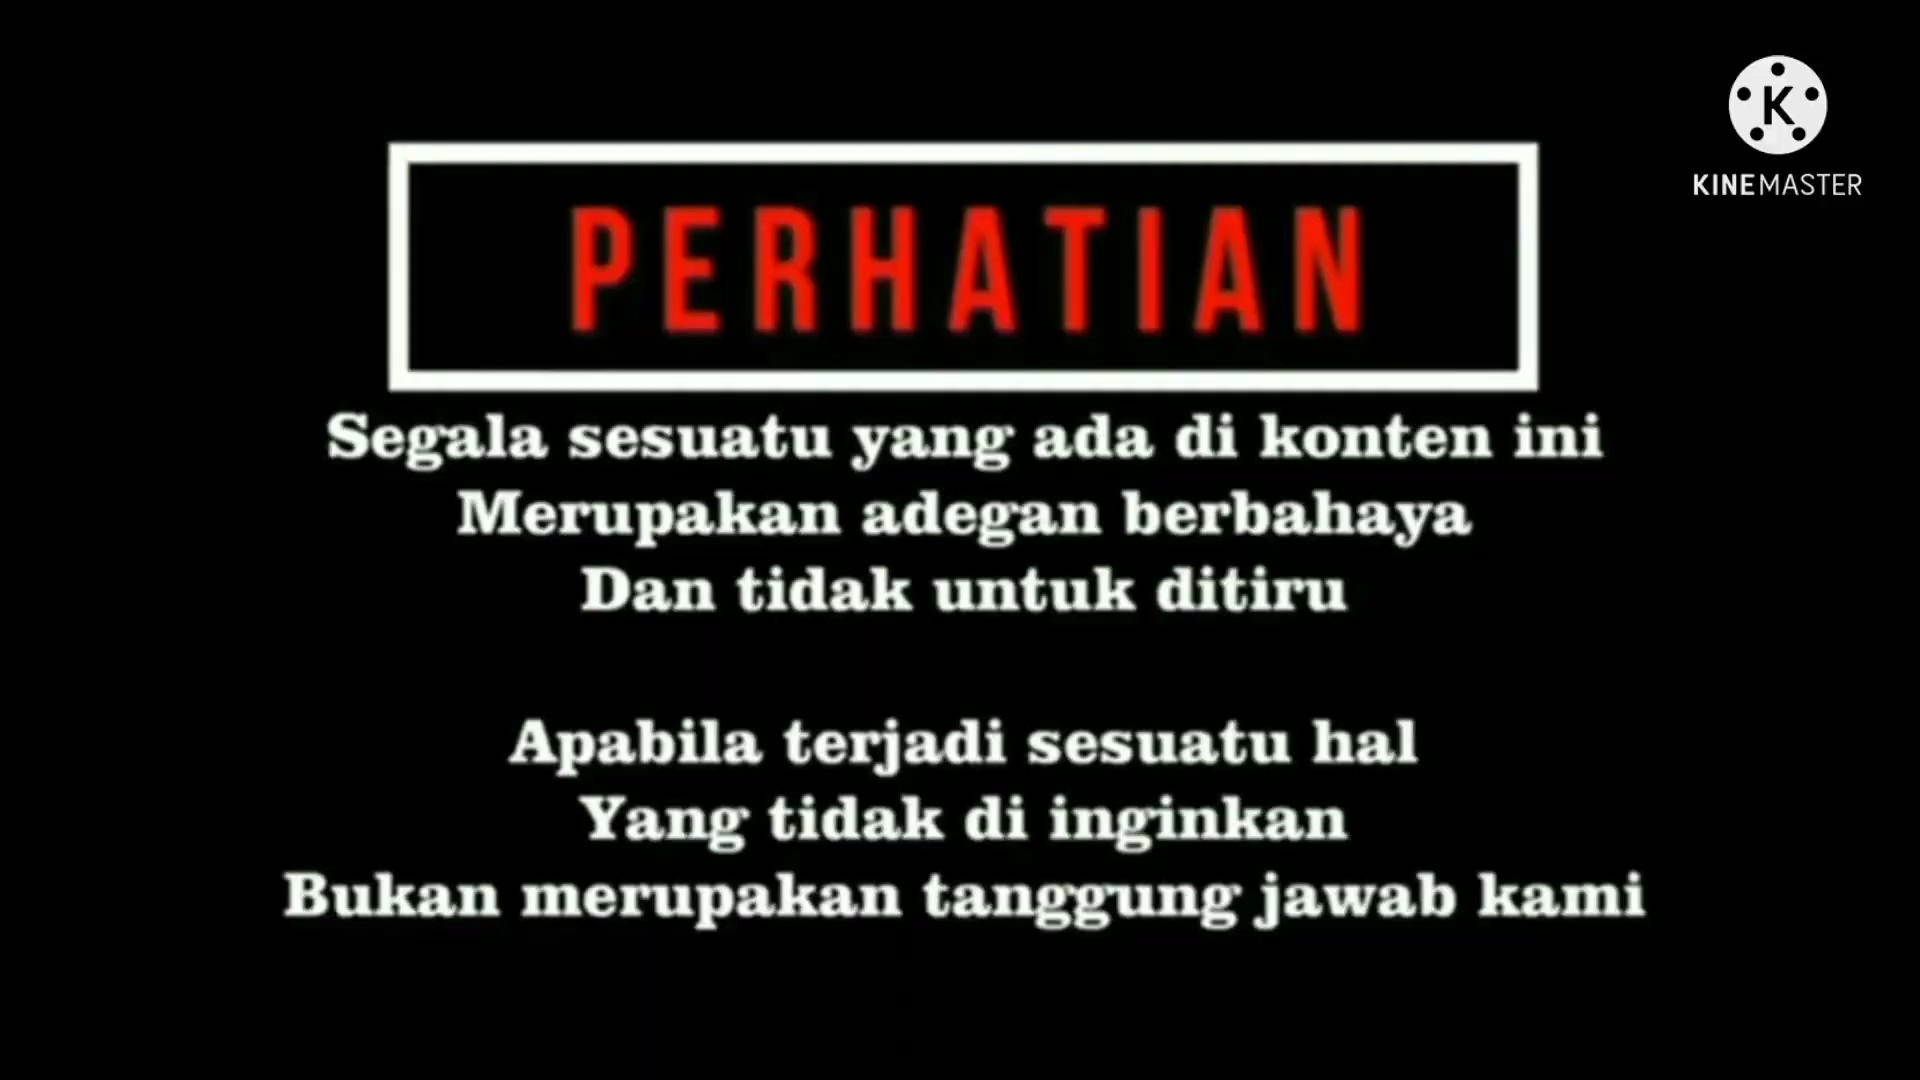 KINEMASTER
PERHATIAN
Segala sesuatu yang ada di konten ini
Merupakan adegan berbahaya
Dan tidak untuk ditiru
Apabila terjadi sesuatu hal
Yang tidak di inginkan
Bukan merupakan tanggung jawab kami